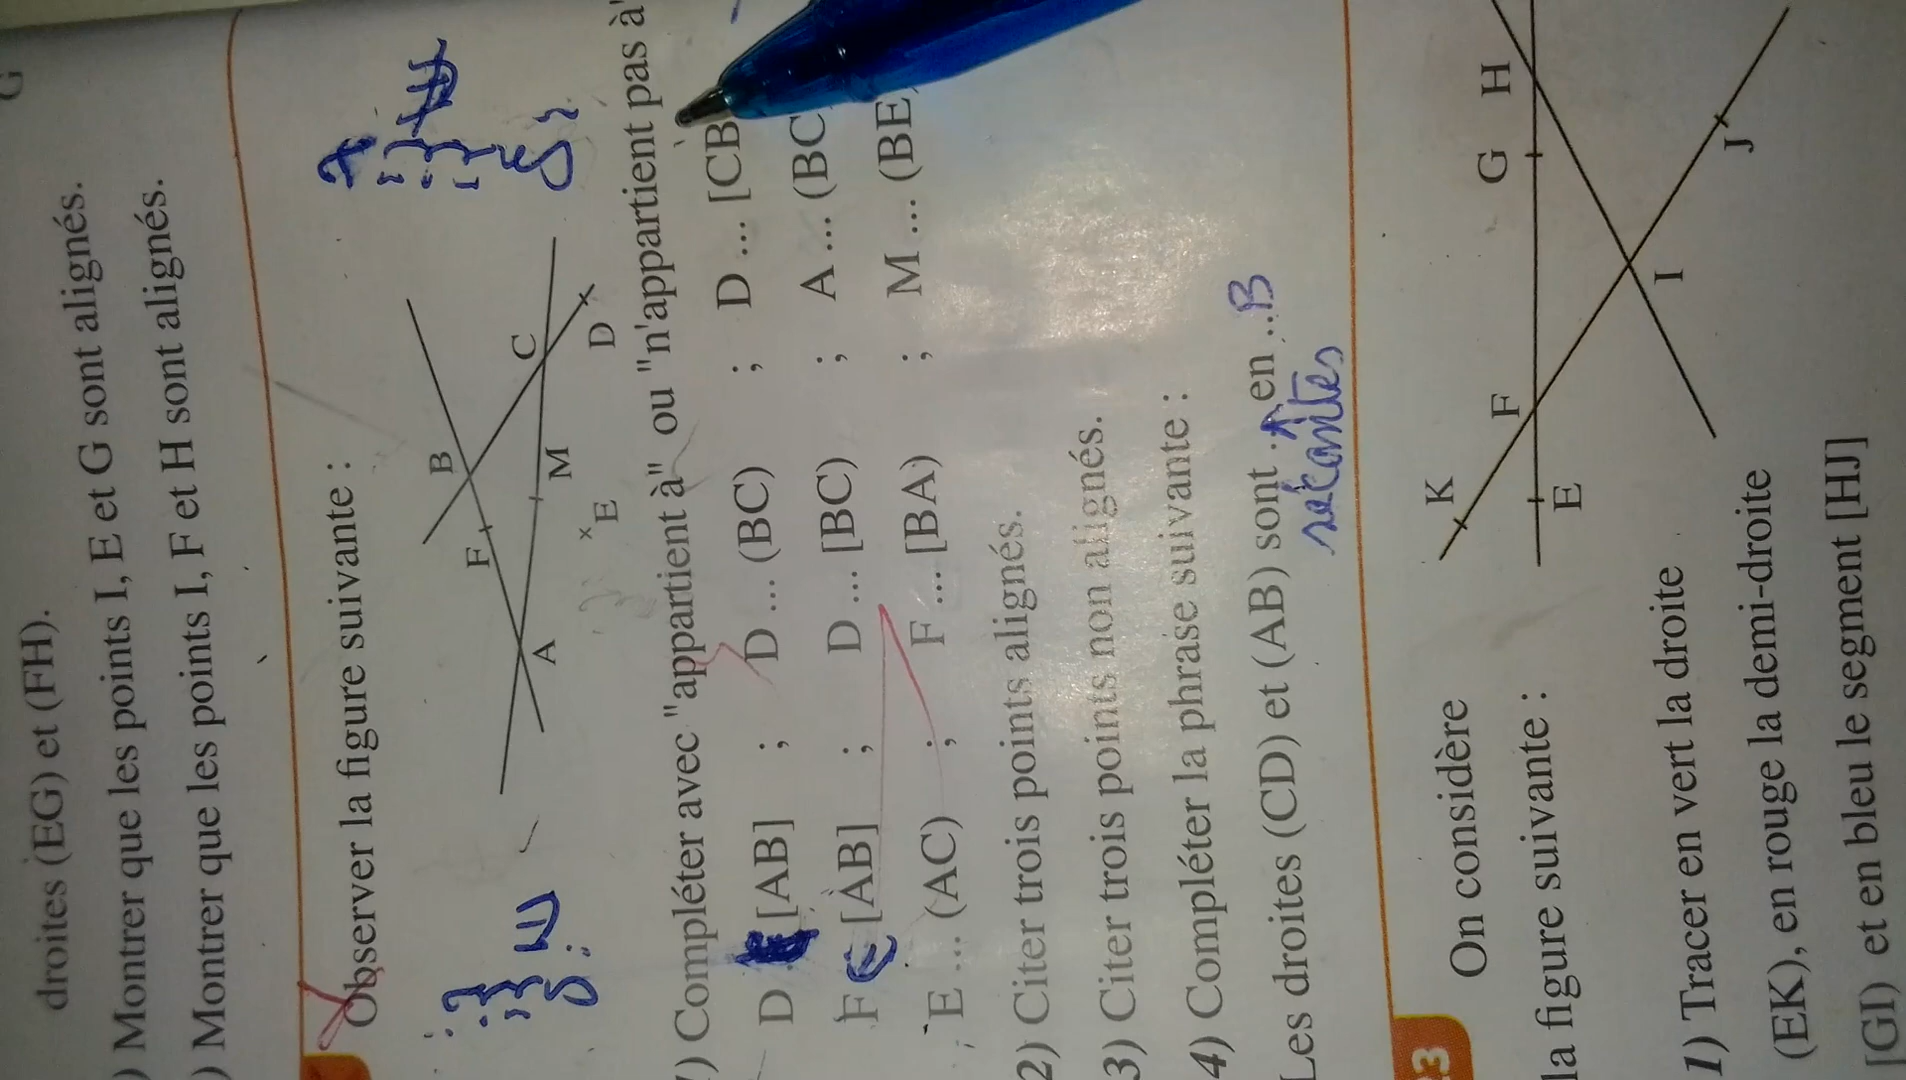 G
droites (EG) et (FH).
) Montrer que les points I, E et G sont alignés.
) Montrer que les points I, F et H sont alignés.
Observer la figure suivante :
B
F
C
A
M
D
E
) Compléter avec "appartient à" ou "n'appartient pas à"
D [AB] ; D ... (BC) ; D ... [CB
F [AB] ; D ... [BC) ; A ... (BC
E ... (AC) ; F ... [BA) ; M ... (BE)
2) Citer trois points alignés.
3) Citer trois points non alignés.
4) Compléter la phrase suivante :
Les droites (CD) et (AB) sont ... en ...B
sécantes
3
On considère
la figure suivante :
K
F
G
H
E
I
J
1) Tracer en vert la droite
(EK), en rouge la demi-droite
[GI) et en bleu le segment [HJ]